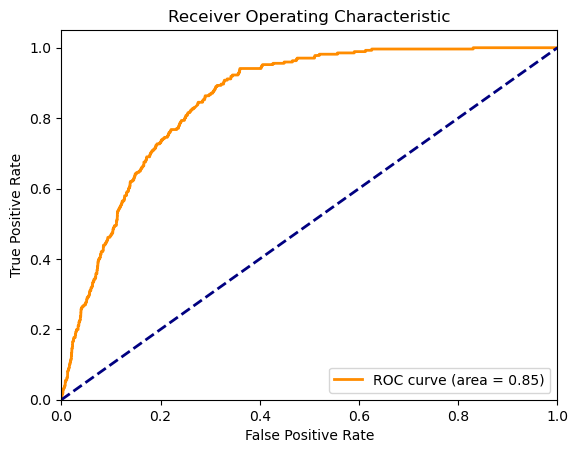 Receiver Operating Characteristic
1.0
0.8
0.6
0.4
0.2
0.0
True Positive Rate
ROC curve (area = 0.85)
0.0 0.2 0.4 0.6 0.8 1.0
False Positive Rate